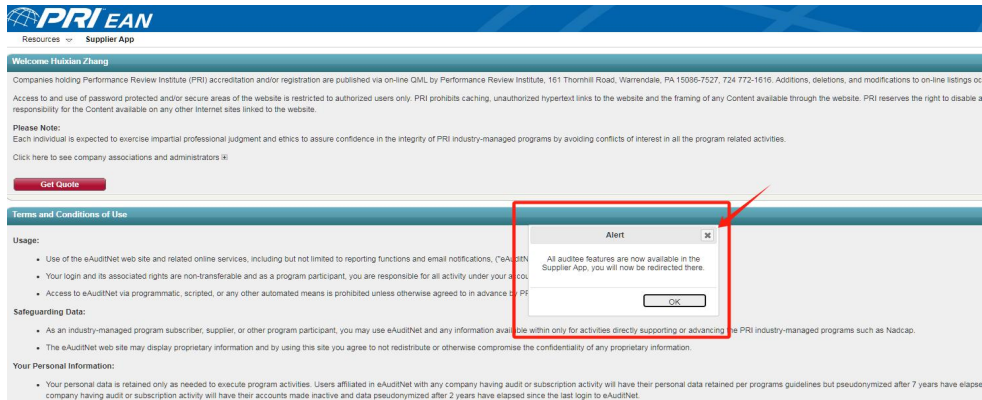 PRI EAN
Resources Supplier App
Welcome Huixian Zhang
Companies holding Performance Review Institute (PRI) accreditation and/or registration are published via on-line QML by Performance Review Institute, 161 Thornhill Road, Warrendale, PA 15086-7527, 724 772-1616. Additions, deletions, and modifications to on-line listings oc
Access to and use of password protected and/or secure areas of the website is restricted to authorized users only. PRI prohibits caching, unauthorized hypertext links to the website and the framing of any Content available through the website. PRI reserves the right to disable a
responsibility for the Content available on any other Internet sites linked to the website.
Please Note:
Each individual is expected to exercise impartial professional judgment and ethics to assure confidence in the integrity of PRI industry-managed programs by avoiding conflicts of interest in all the program related activities.
Click here to see company associations and administrators
Get Quote
Terms and Conditions of Use
Usage:
Use of the eAuditNet web site and related online services, including but not limited to reporting functions and email notifications, ("eAuditN
Your login and its associated rights are non-transferable and as a program participant, you are responsible for all activity under your accou
Access to eAuditNet via programmatic, scripted, or any other automated means is prohibited unless otherwise agreed to in advance by PR
Alert
All auditee features are now available in the
Supplier App, you will now be redirected there.
OK
Safeguarding Data:
As an industry-managed program subscriber, supplier, or other program participant, you may use eAuditNet and any information available within only for activities directly supporting or advancing the PRI industry-managed programs such as Nadcap.
The eAuditNet web site may display proprietary information and by using this site you agree to not redistribute or otherwise compromise the confidentiality of any proprietary information.
Your Personal Information:
Your personal data is retained only as needed to execute program activities. Users affiliated in eAuditNet with any company having audit or subscription activity will have their personal data retained per programs guidelines but pseudonymized after 7 years have elapse
company having audit or subscription activity will have their accounts made inactive and data pseudonymized after 2 years have elapsed since the last login to eAuditNet.